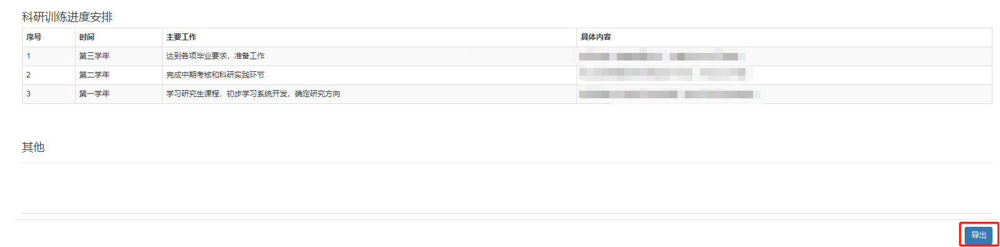 科研训练进度安排
序号 时间 主要工作 具体内容
1 第三学年 达到各项毕业要求，准备工作
2 第二学年 完成中期考核和科研实践环节
3 第一学年 学习研究生课程，初步学习系统开发，确定研究方向
其他
导出